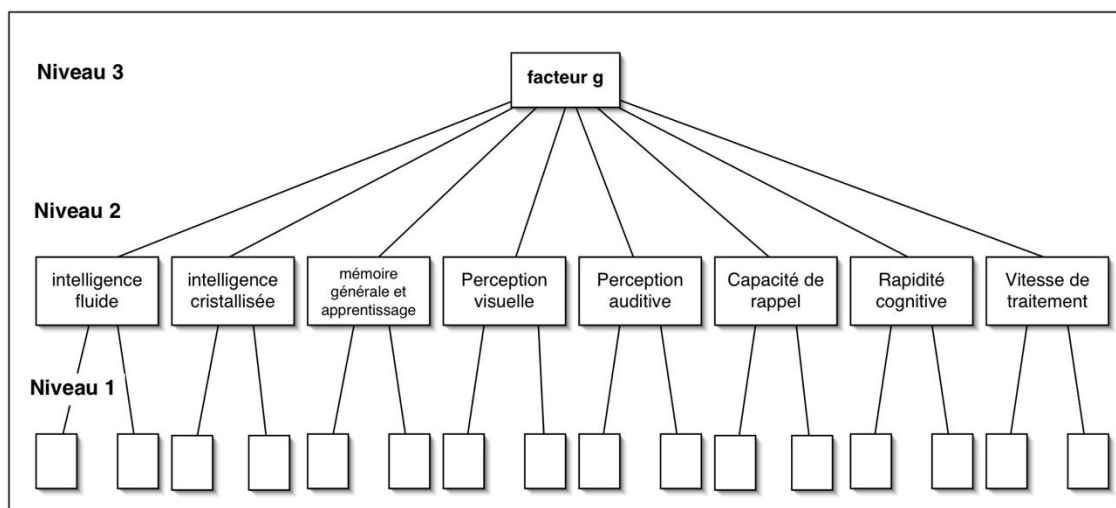 Niveau 3
facteur g
Niveau 2
intelligence
fluide
intelligence
cristallisée
mémoire
générale et
apprentissage
Perception
visuelle
Perception
auditive
Capacité de
rappel
Rapidité
cognitive
Vitesse de
traitement
Niveau 1